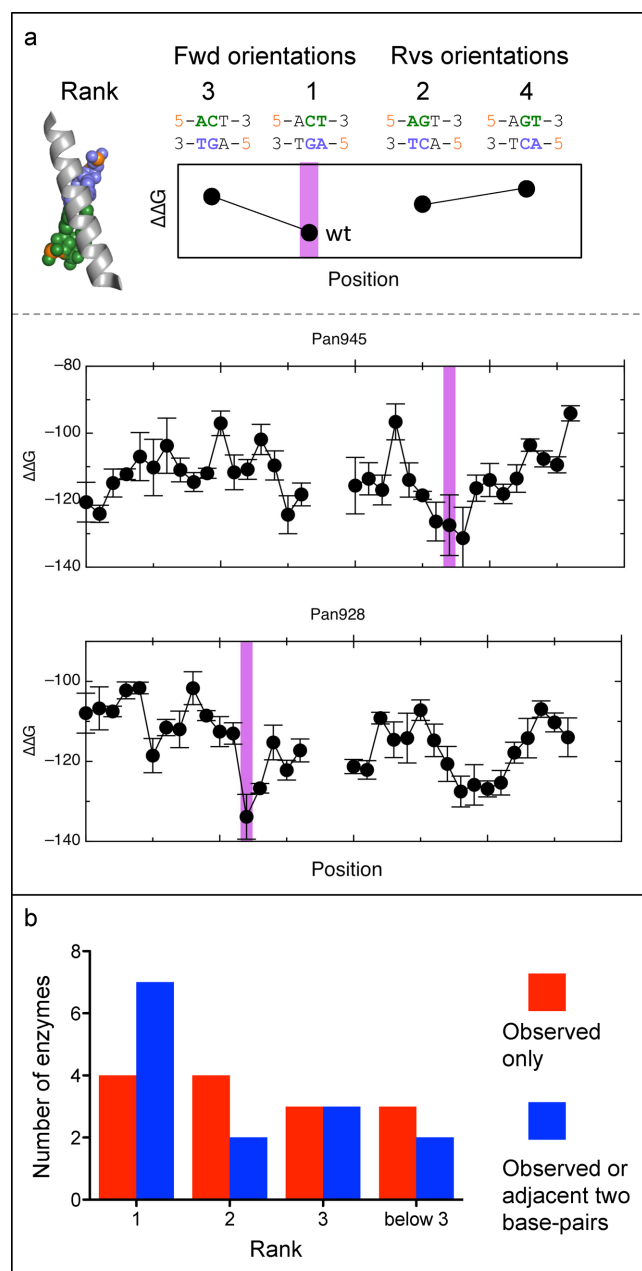 a
Fwd orientations Rvs orientations
Rank 3 1 2 4
5-ACT-3 5-ACT-3 5-AGT-3 5-AGT-3
3-TGA-5 3-TGA-5 3-TCA-5 3-TCA-5
ΔΔG
wt
Position
Pan945
−80
−100
−120
−140
ΔΔG
Pan928
−100
−120
−140
ΔΔG
Position
b
8
6
4
2
0
Number of enzymes
1 2 3 below 3
Rank
Observed
only
Observed or
adjacent two
base-pairs